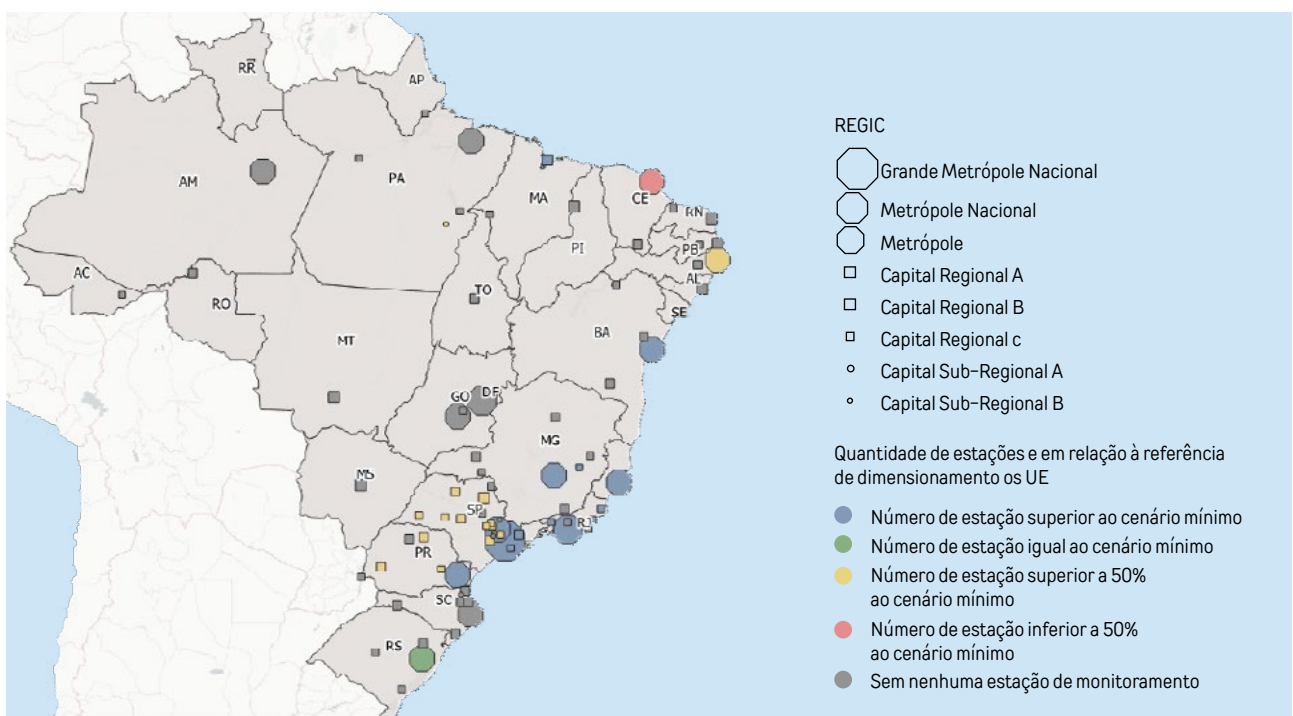 RR
AP
AM
PA
MA
CE
RN
PI
PB
AL
AC
TO
SE
RO
BA
MT
GO
DF
MG
MS
SP
RJ
PR
SC
RS
REGIC
Grande Metrópole Nacional
Metrópole Nacional
Metrópole
Capital Regional A
Capital Regional B
Capital Regional c
Capital Sub-Regional A
Capital Sub-Regional B
Quantidade de estações e em relação à referência
de dimensionamento os UE
Número de estação superior ao cenário mínimo
Número de estação igual ao cenário mínimo
Número de estação superior a 50%
ao cenário mínimo
Número de estação inferior a 50%
ao cenário mínimo
Sem nenhuma estação de monitoramento